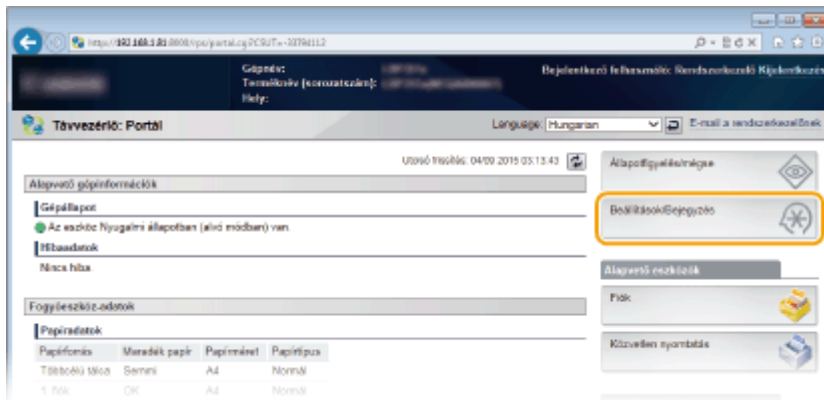 Gépnév:
Terméknév [sorozatszám]:
Hely:
Bejelentkező felhasználó: Rendszerkezelő Kijelentkezés
Távvezérlő: Portál
Language: Hungarian
E-mail a rendszerkezelőnek
Utolsó frissítés: 04/09 2015 03:13:43
Alapvető gépinformációk
Gépállapot
Az eszköz Nyugalmi állapotban (alvó módban) van.
Hibaadatok
Nincs hiba.
Fogyóeszköz-adatok
Papíradatok
Papírforrás Maradék papír Papírméret Papírtípus
Többcélú tálca Semmi A4 Normál
1. fiók OK A4 Normál
Állapotfigyelés/mégse
Beállítások/Bejegyzés
Alapvető eszközök
Fiók
Közvetlen nyomtatás